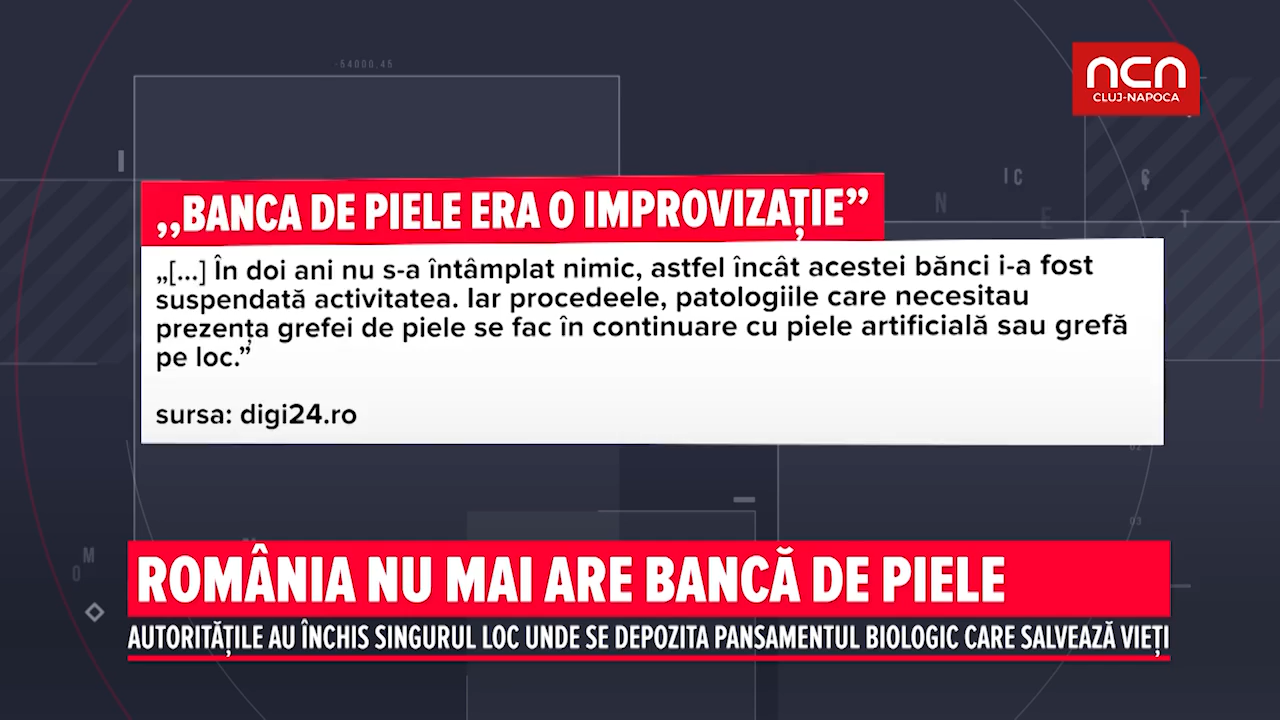 -54000,45
ncn
CLUJ-NAPOCA
,,BANCA DE PIELE ERA O IMPROVIZAȚIE”
„[...] În doi ani nu s-a întâmplat nimic, astfel încât acestei bănci i-a fost
suspendată activitatea. Iar procedeele, patologiile care necesitau
prezența grefei de piele se fac în continuare cu piele artificială sau grefă
pe loc.”
sursa: digi24.ro
03
ROMÂNIA NU MAI ARE BANCĂ DE PIELE
AUTORITĂȚILE AU ÎNCHIS SINGURUL LOC UNDE SE DEPOZITA PANSAMENTUL BIOLOGIC CARE SALVEAZĂ VIEȚI